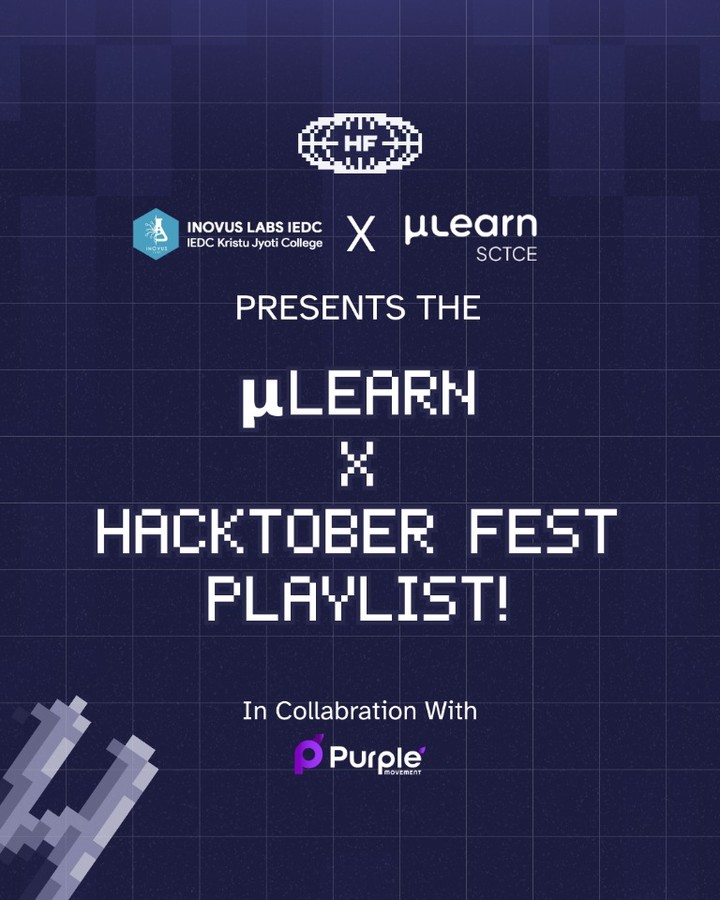 HF
INOVUS LABS IEDC
IEDC Kristu Jyoti College
INOVUS
X
µLearn
SCTCE
PRESENTS THE
µLEARN
X
HACKTOBER FEST
PLAYLIST!
In Collabration With
Purple
MOVEMENT